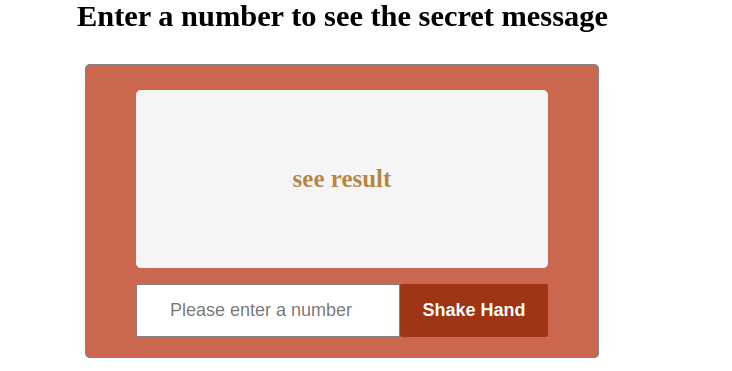 Enter a number to see the secret message
see result
Please enter a number
Shake Hand